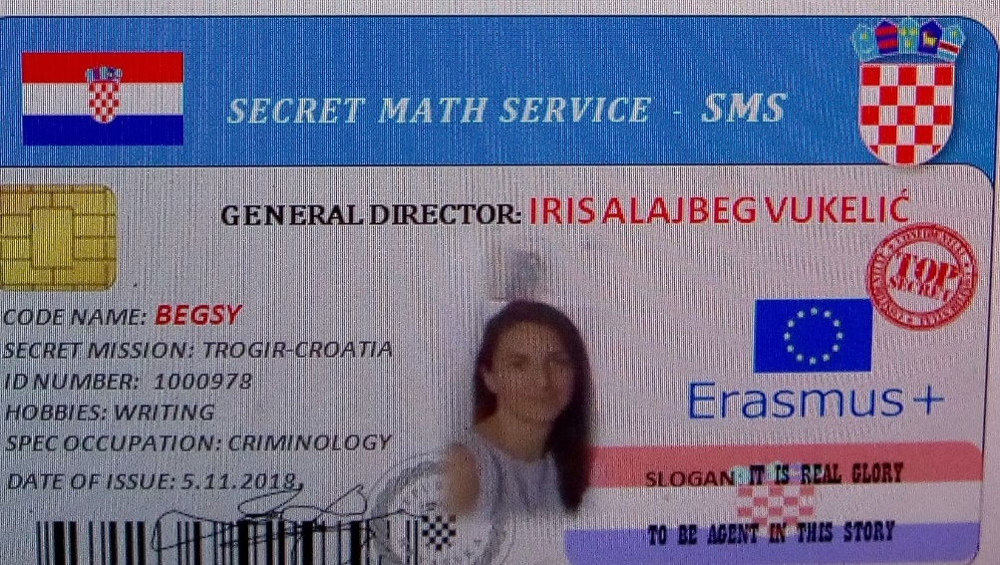 SECRET MATH SERVICE - SMS
GENERAL DIRECTOR: IRIS ALAJBEG VUKELIĆ
TOP
SECRET
CODE NAME: BEGSY
SECRET MISSION: TROGIR-CROATIA
ID NUMBER: 1000978
HOBBIES: WRITING
SPEC OCCUPATION: CRIMINOLOGY
DATE OF ISSUE: 5.11.2018,
Erasmus+
SLOGAN: IT IS REAL GLORY
TO BE AGENT IN THIS STORY